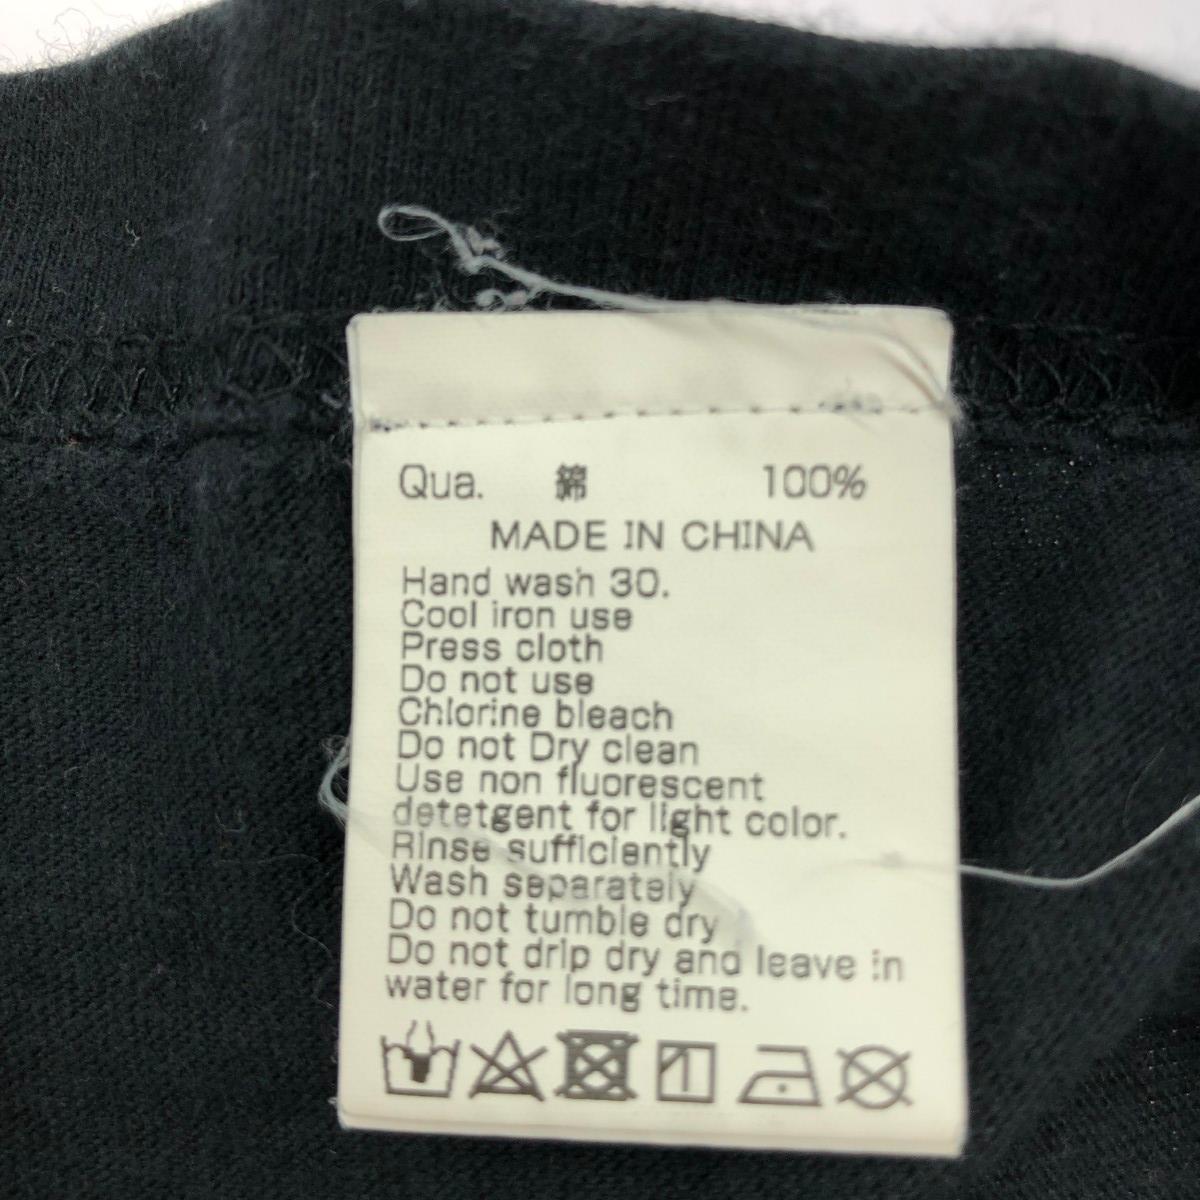 Qua. 綿 100%
MADE IN CHINA
Hand wash 30.
Cool iron use
Press cloth
Do not use
Chlorine bleach
Do not Dry clean
Use non fluorescent
detetgent for light color.
Rinse sufficiently
Wash separately
Do not tumble dry
Do not drip dry and leave in
water for long time.